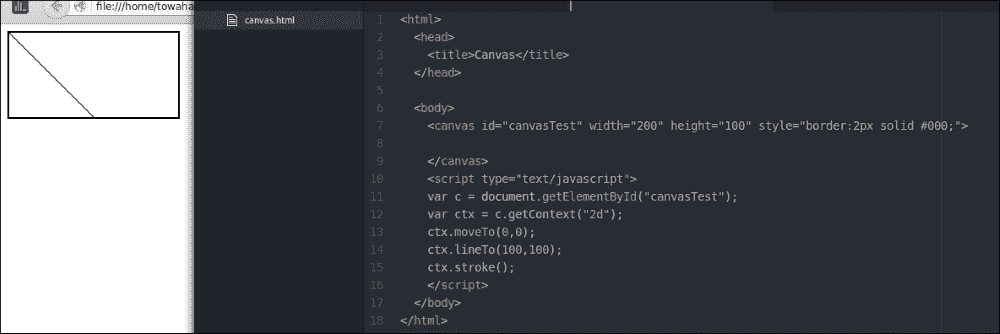 file:///home/towaha
canvas.html
1 <html>
2 <head>
3 <title>Canvas</title>
4 </head>
5
6 <body>
7 <canvas id="canvasTest" width="200" height="100" style="border:2px solid #000;">
8
9 </canvas>
10 <script type="text/javascript">
11 var c = document.getElementById("canvasTest");
12 var ctx = c.getContext("2d");
13 ctx.moveTo(0,0);
14 ctx.lineTo(100,100);
15 ctx.stroke();
16 </script>
17 </body>
18 </html>